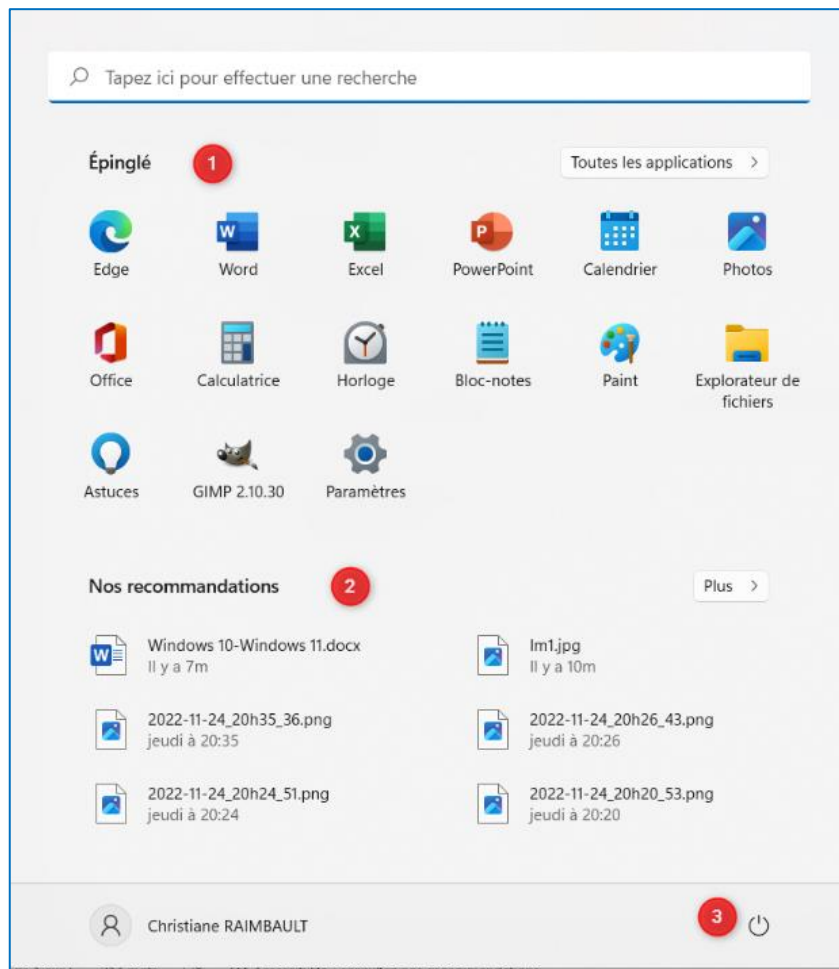 Tapez ici pour effectuer une recherche
Épinglé 1 Toutes les applications >
Edge Word Excel PowerPoint Calendrier Photos
Office Calculatrice Horloge Bloc-notes Paint Explorateur de
fichiers
Astuces GIMP 2.10.30 Paramètres
Nos recommandations 2 Plus >
Windows 10-Windows 11.docx Im1.jpg
Il y a 7m Il y a 10m
2022-11-24_20h35_36.png 2022-11-24_20h26_43.png
jeudi à 20:35 jeudi à 20:26
2022-11-24_20h24_51.png 2022-11-24_20h20_53.png
jeudi à 20:24 jeudi à 20:20
Christiane RAIMBAULT 3